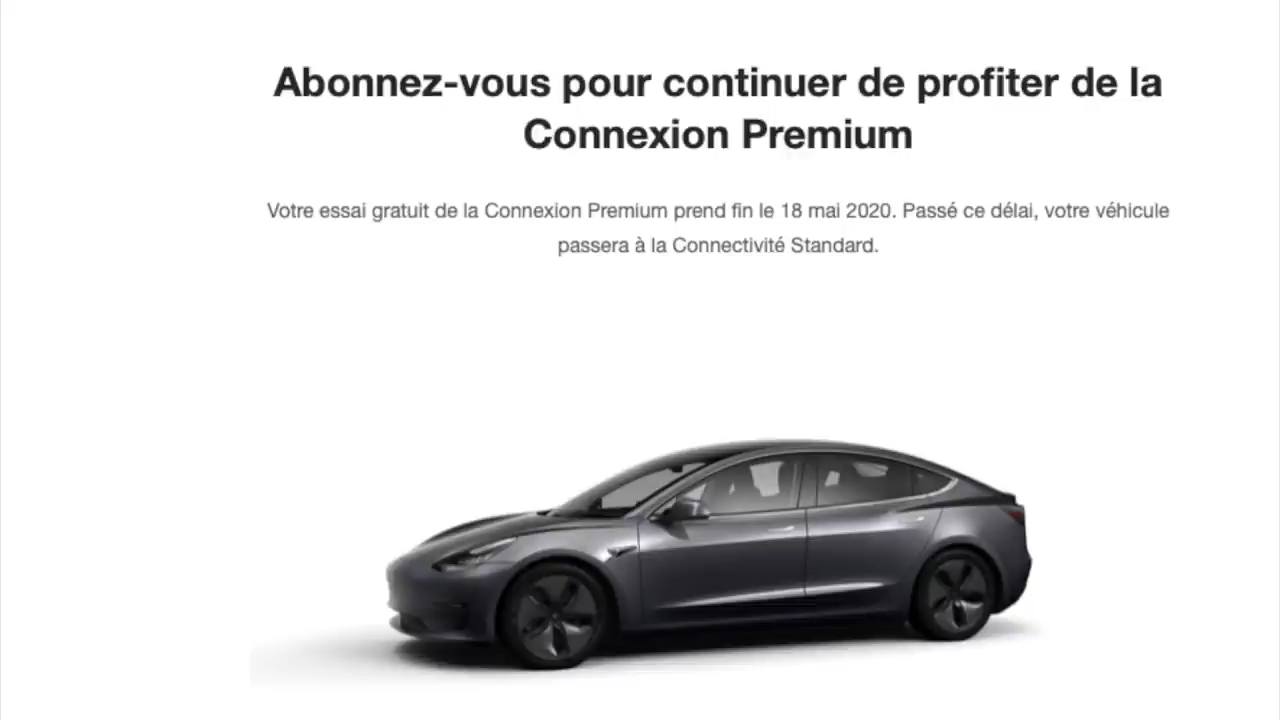 Abonnez-vous pour continuer de profiter de la
Connexion Premium
Votre essai gratuit de la Connexion Premium prend fin le 18 mai 2020. Passé ce délai, votre véhicule
passera à la Connectivité Standard.